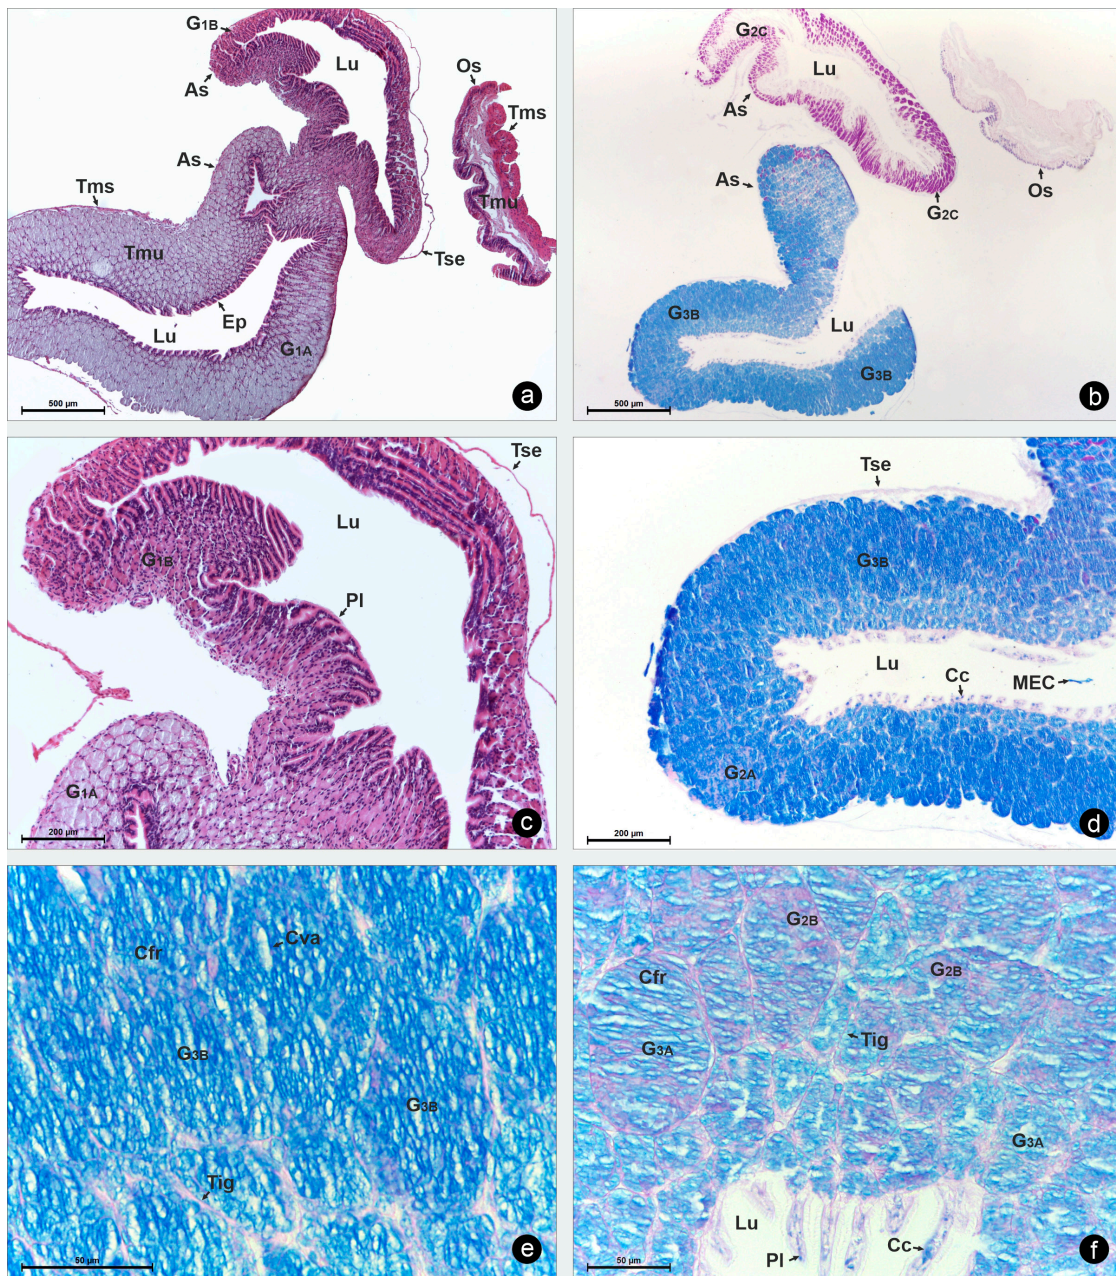 G1B
Lu
As
Os
Tms
As
Tms
Tmu
Tmu
Tse
Ep
Lu
G1A
500 µm
a
G2C
Lu
As
As
Os
G2C
G3B
Lu
G3B
500 µm
b
Tse
Lu
G1B
Pl
G1A
200 µm
c
Tse
G3B
Lu
Cc
MEC
G2A
200 µm
d
Cfr
Cva
G3B
G3B
Tig
50 µm
e
G2B
Cfr
G2B
Tig
G3A
G3A
Lu
Pl
Cc
50 µm
f